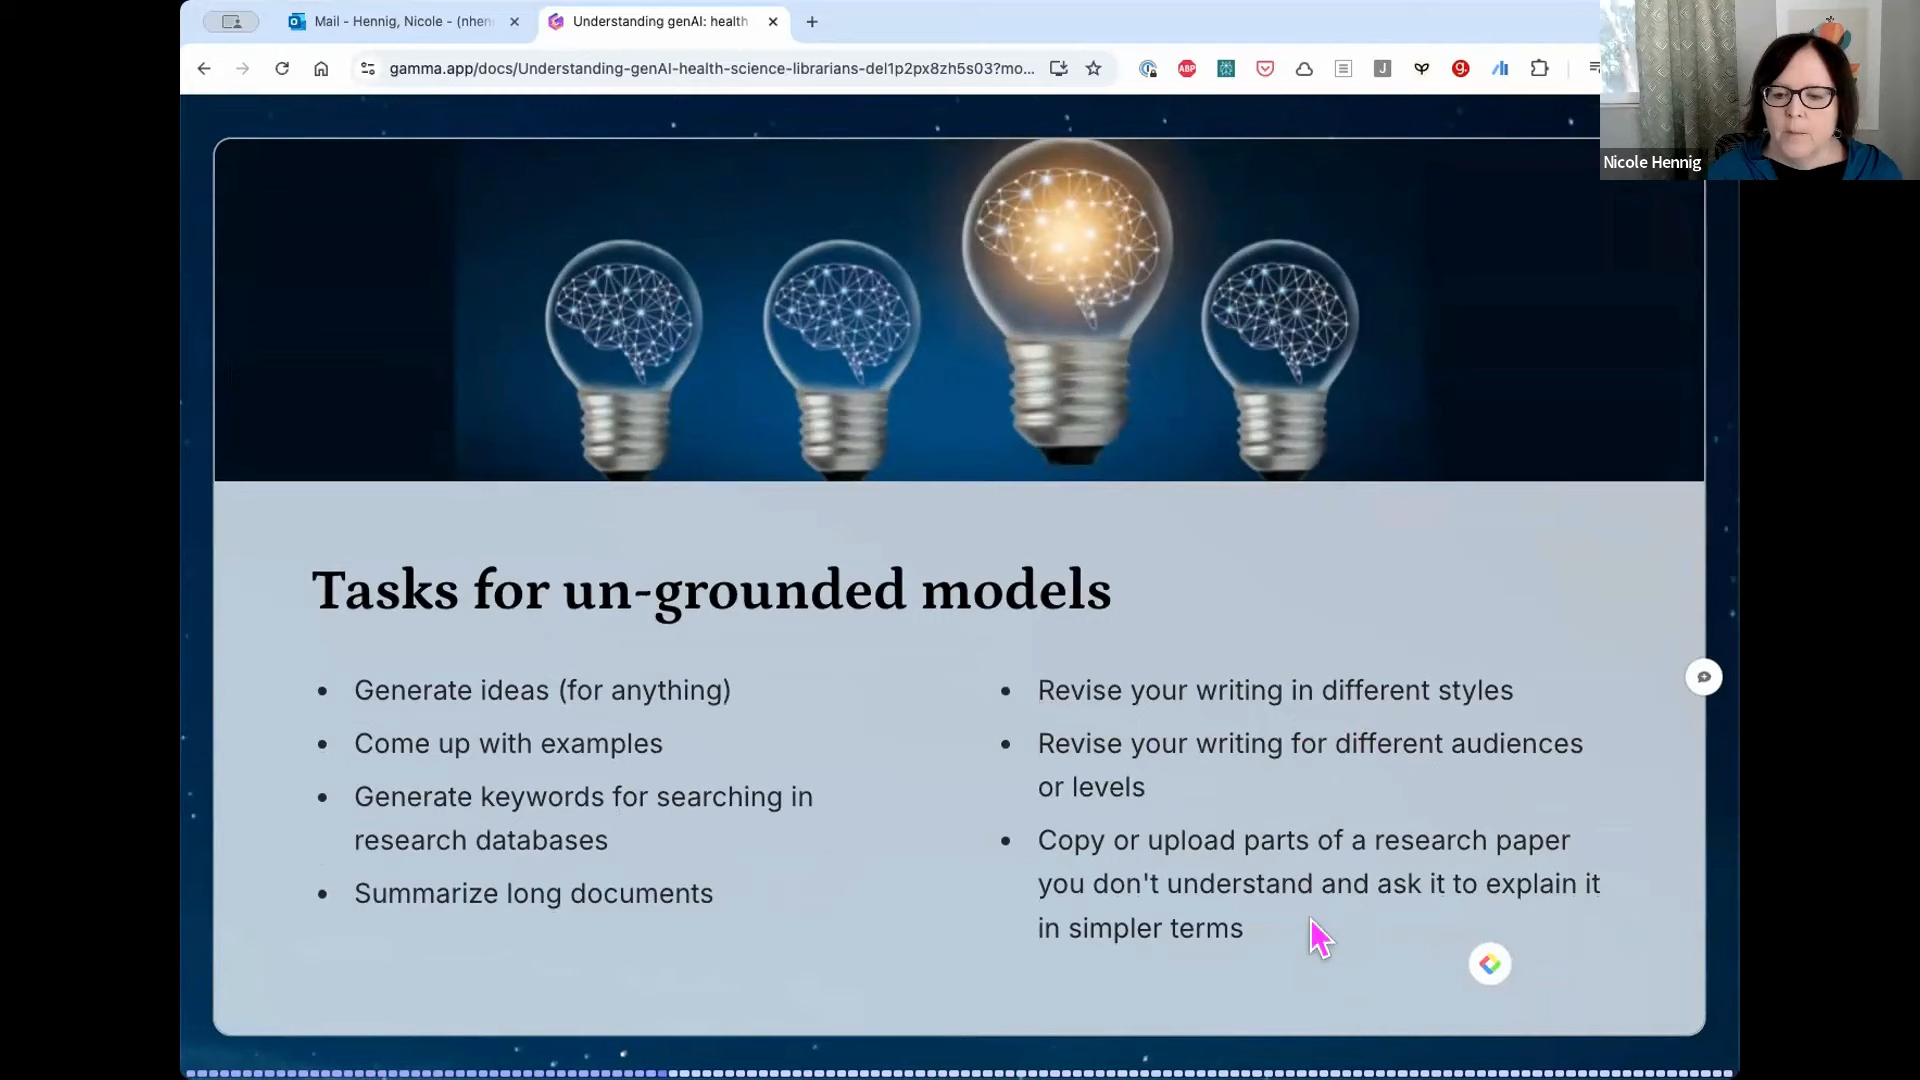 Mail - Hennig, Nicole - (nhen
Understanding genAI: health
gamma.app/docs/Understanding-genAI-health-science-librarians-del1p2px8zh5s03?mo...
ABP
J
g.
Nicole Hennig
Tasks for un-grounded models
• Generate ideas (for anything)
• Come up with examples
• Generate keywords for searching in
research databases
• Summarize long documents
• Revise your writing in different styles
• Revise your writing for different audiences
or levels
• Copy or upload parts of a research paper
you don't understand and ask it to explain it
in simpler terms